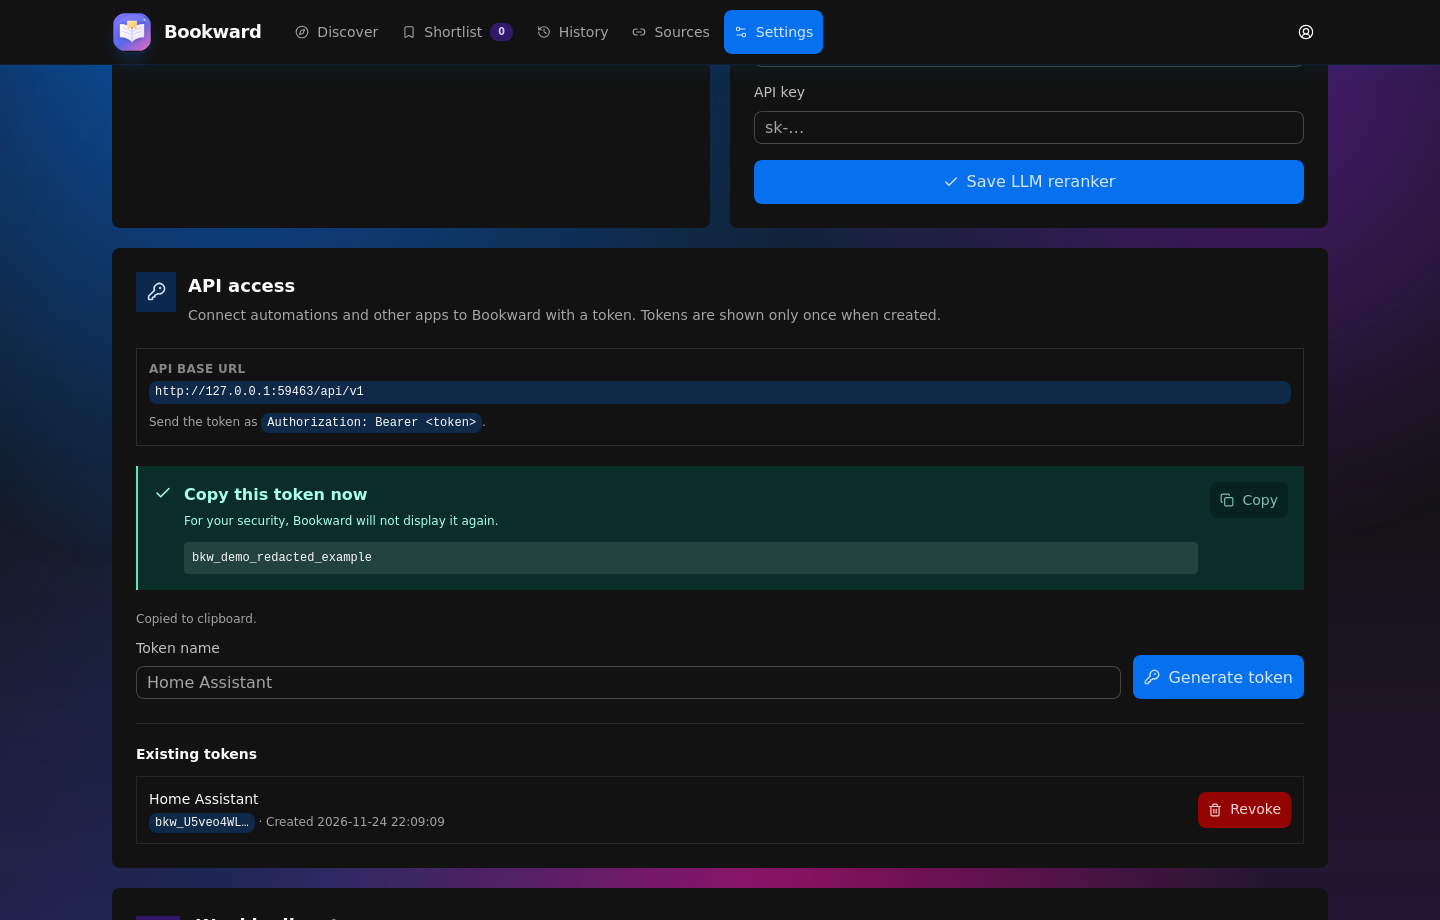 Bookward
Discover
Shortlist 0
History
Sources
Settings
API key
sk-...
Save LLM reranker
API access
Connect automations and other apps to Bookward with a token. Tokens are shown only once when created.
API BASE URL
http://127.0.0.1:59463/api/v1
Send the token as Authorization: Bearer <token>.
Copy this token now
For your security, Bookward will not display it again.
bkw_demo_redacted_example
Copy
Copied to clipboard.
Token name
Home Assistant
Generate token
Existing tokens
Home Assistant
bkw_U5veo4WL… · Created 2026-11-24 22:09:09
Revoke